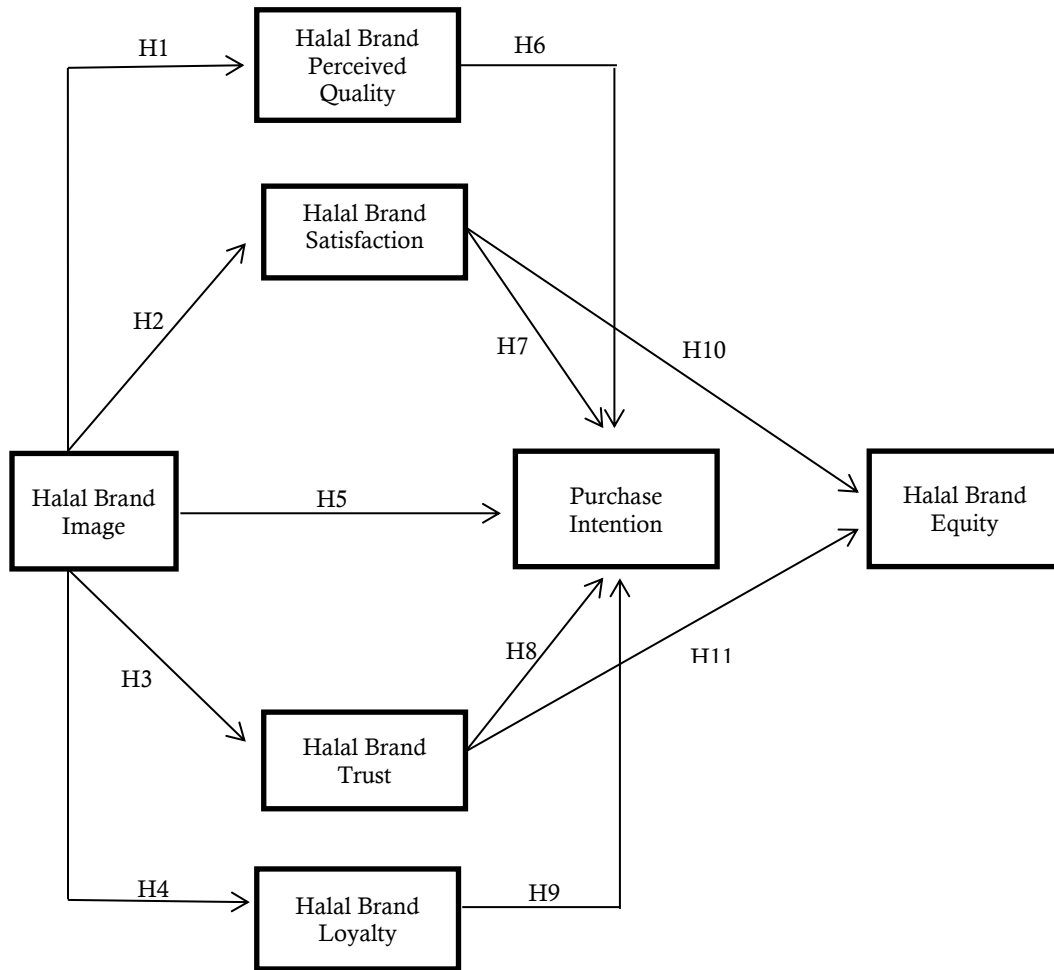 H1
Halal Brand
Perceived
Quality
H6
Halal Brand
Satisfaction
H2
H7
H10
Halal Brand
Image
H5
Purchase
Intention
Halal Brand
Equity
H3
H8
H11
Halal Brand
Trust
H4
Halal Brand
Loyalty
H9